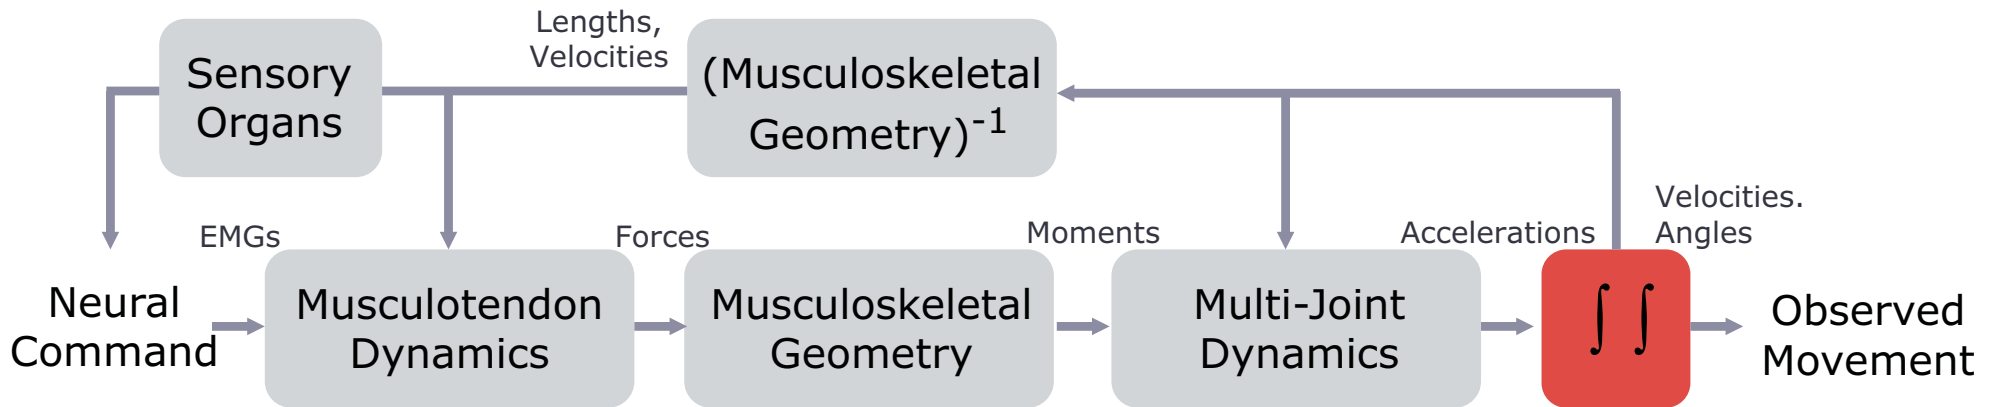 Lengths,
Velocities
Sensory
Organs
(Musculoskeletal
Geometry)-1
Velocities.
Angles
EMGs
Forces
Moments
Accelerations
Neural
Command
Musculotendon
Dynamics
Musculoskeletal
Geometry
Multi-Joint
Dynamics
∫ ∫
Observed
Movement